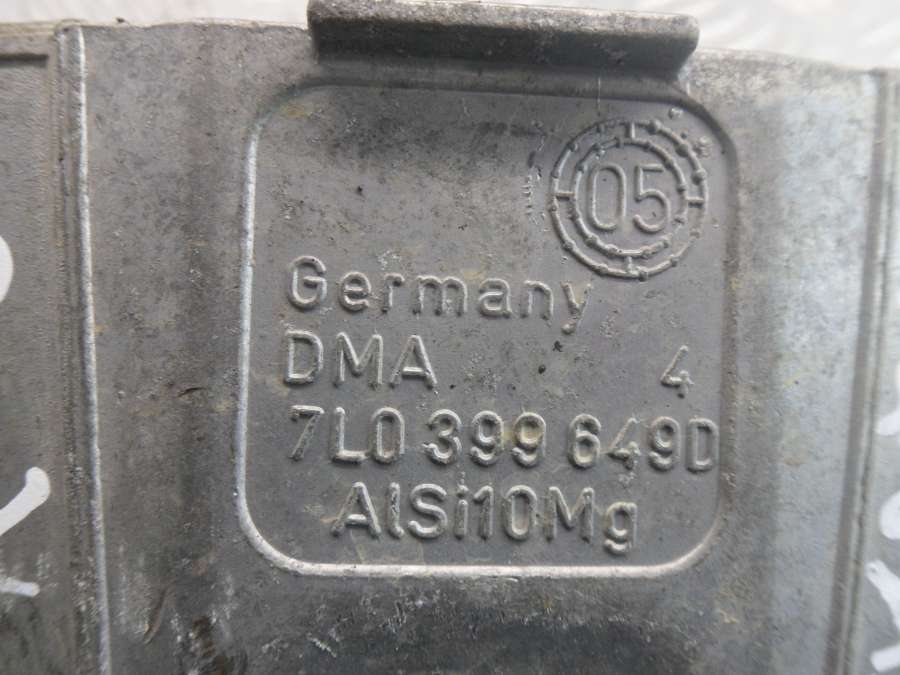 05
Germany
DMA 4
7L0 399 649D
AlSi10Mg